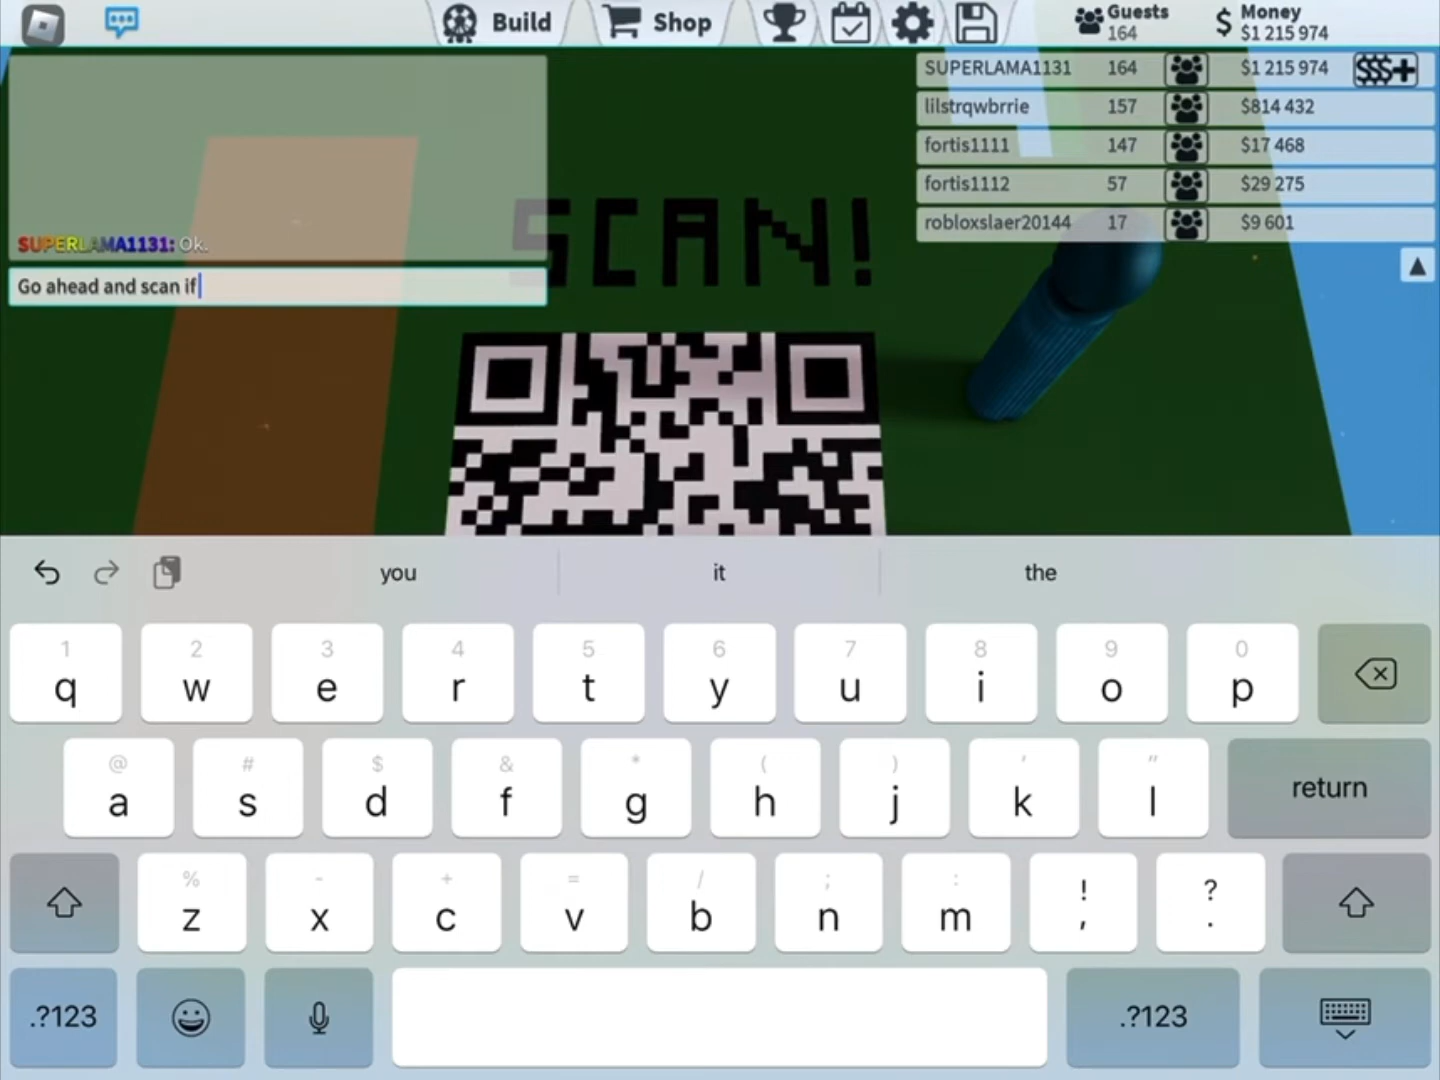 Build
Shop
Guests
164
$
Money
$1 215 974
SUPERLAMA1131 164 $1 215 974 $$$+
lilstrqwbrrie 157 $814 432
fortis1111 147 $17 468
fortis1112 57 $29 275
robloxslaer20144 17 $9 601
SUPERLAMA1131: Ok.
Go ahead and scan if
SCAN!
you it the
1 2 3 4 5 6 7 8 9 0
q w e r t y u i o p
@ # $ & * ( ) ' "
a s d f g h j k l return
% - + = / ; : ! ?
z x c v b n m , .
.?123 .?123